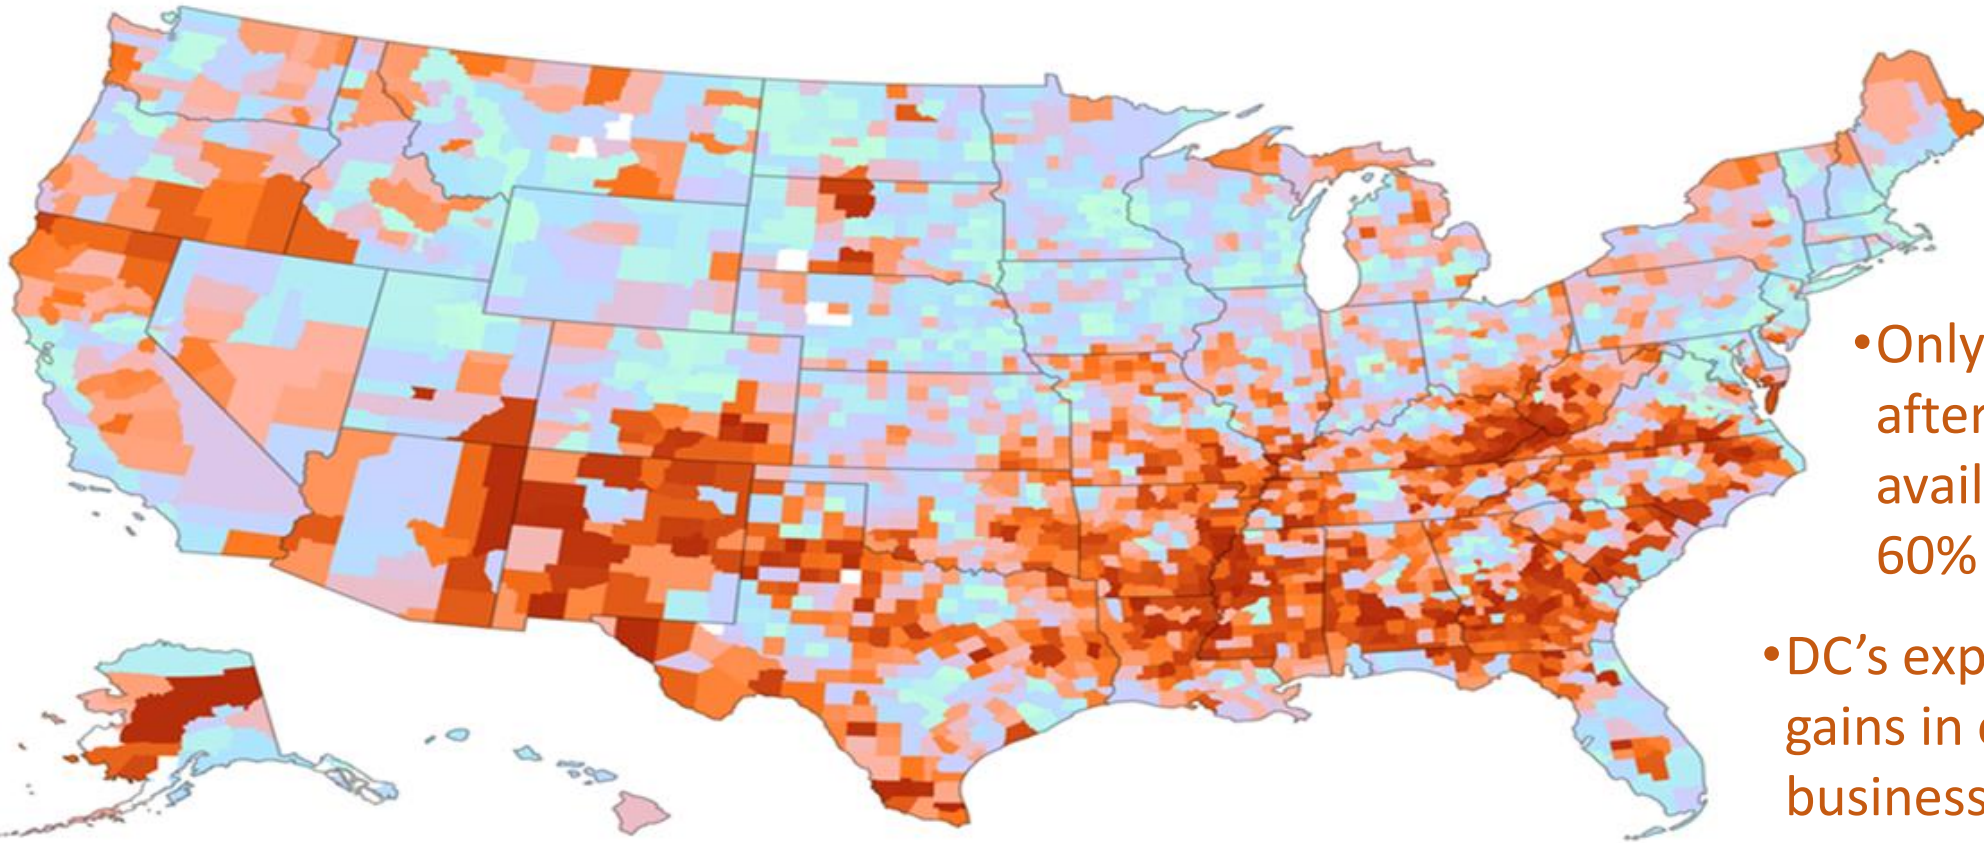 •Only
after
avail
60%
•DC’s exp
gains in
business